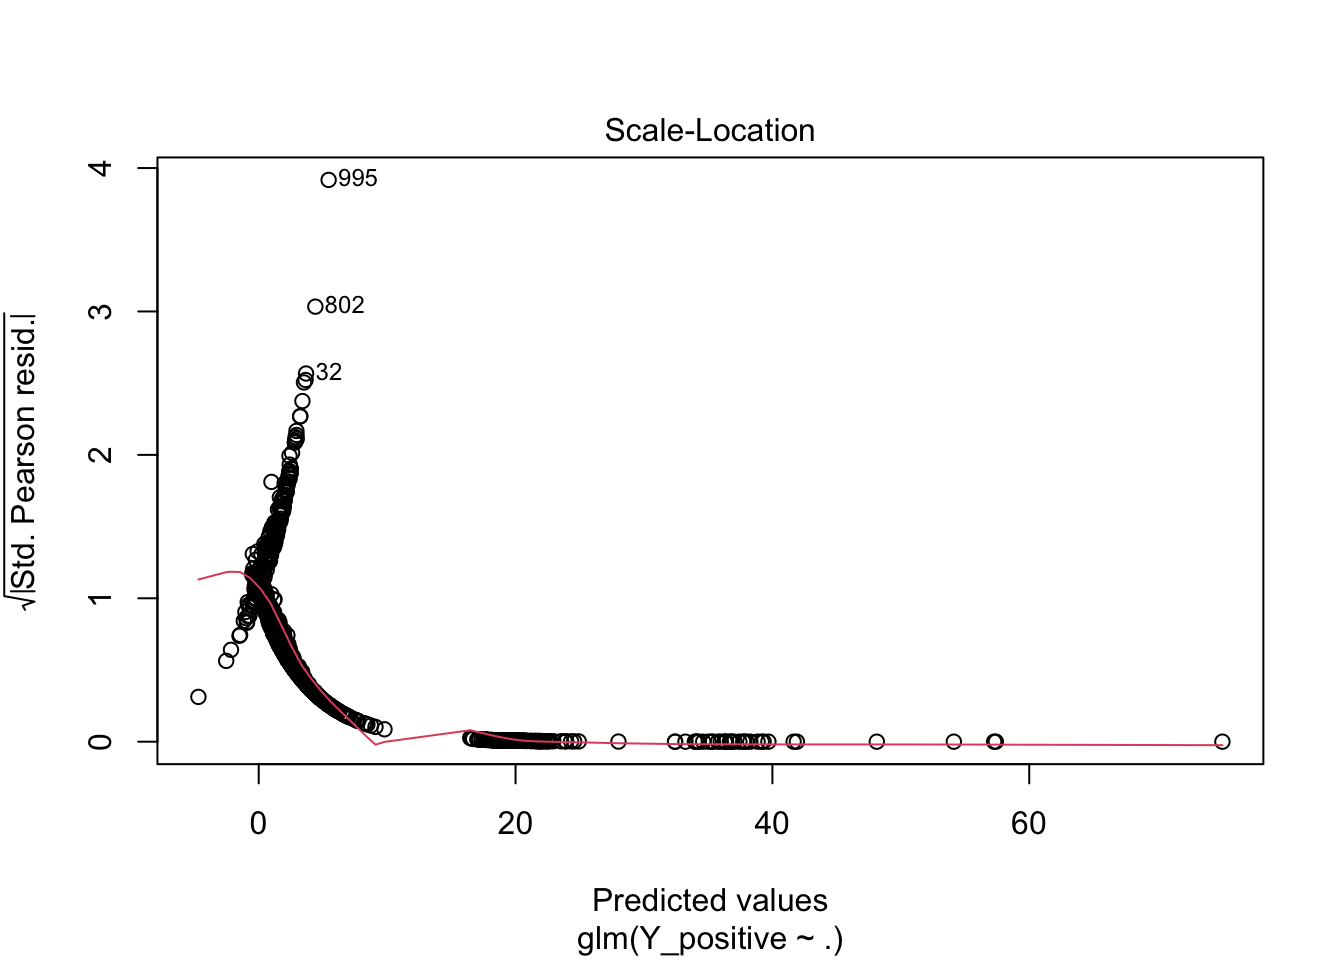 Scale-Location
4
3
2
1
0
√|Std. Pearson resid.|
995
802
32
0 20 40 60
Predicted values
glm(Y_positive ~ .)